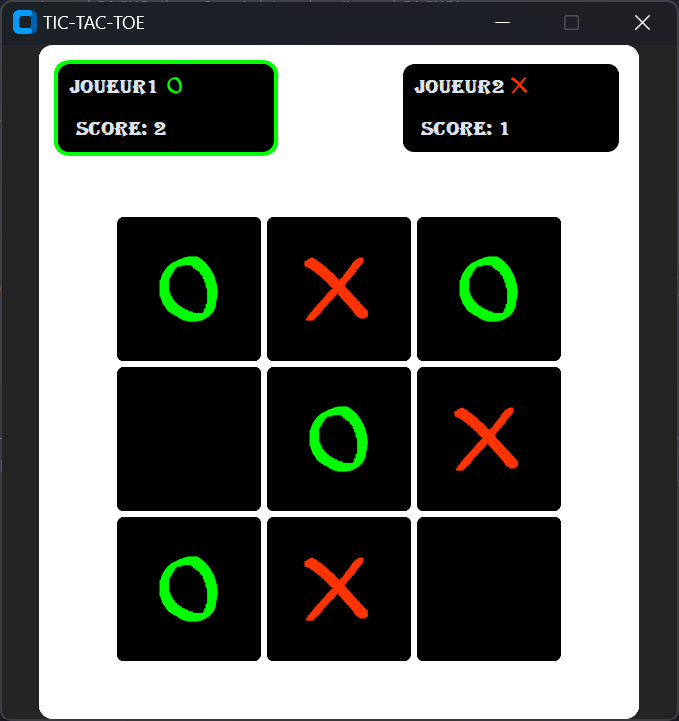 TIC-TAC-TOE
JOUEUR1 O
JOUEUR2 X
SCORE: 2
SCORE: 1
O X O
O X
O X